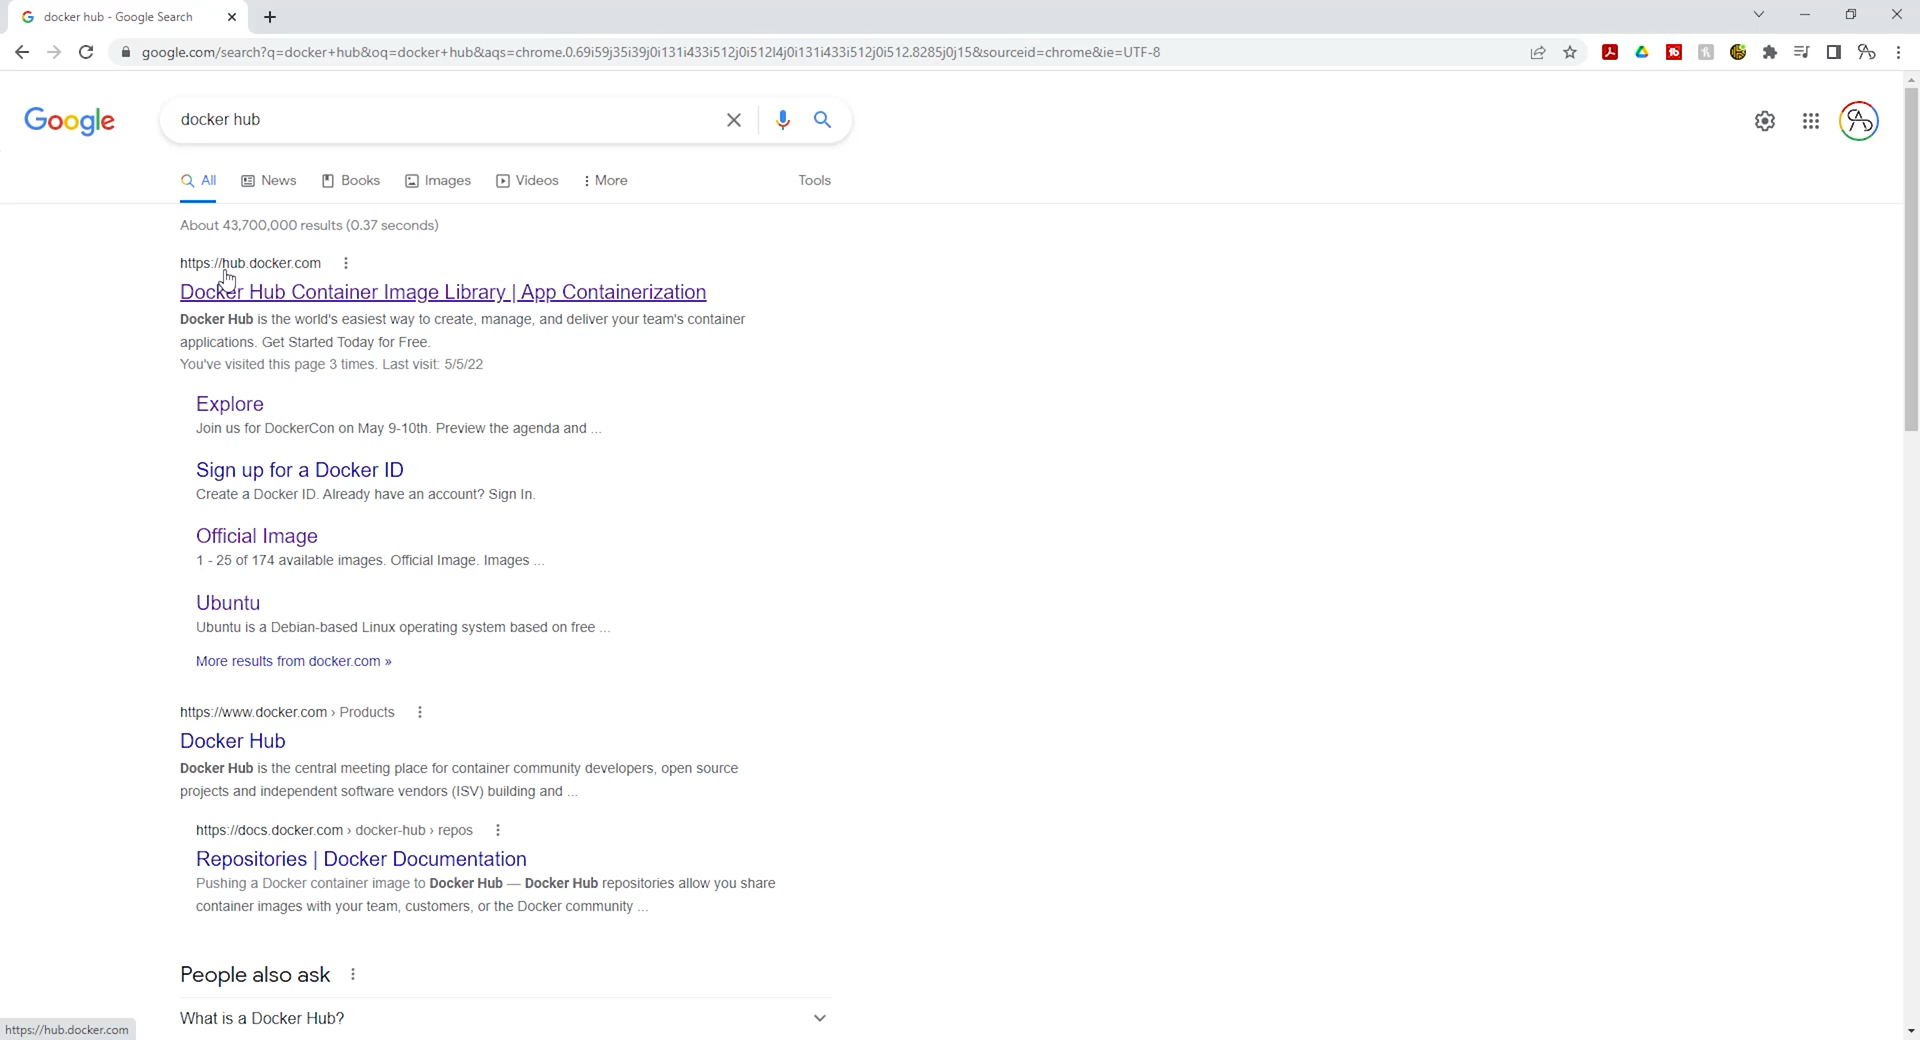 docker hub - Google Search
google.com/search?q=docker+hub&oq=docker+hub&aqs=chrome.0.69i59j35i39j0i131i433i512j0i512l4j0i131i433i512j0i512.8285j0j15&sourceid=chrome&ie=UTF-8
Google
docker hub
All News Books Images Videos More Tools
About 43,700,000 results (0.37 seconds)
https://hub.docker.com
Docker Hub Container Image Library | App Containerization
Docker Hub is the world's easiest way to create, manage, and deliver your team's container
applications. Get Started Today for Free.
You've visited this page 3 times. Last visit: 5/5/22
Explore
Join us for DockerCon on May 9-10th. Preview the agenda and ...
Sign up for a Docker ID
Create a Docker ID. Already have an account? Sign In.
Official Image
1 - 25 of 174 available images. Official Image. Images ...
Ubuntu
Ubuntu is a Debian-based Linux operating system based on free ...
More results from docker.com »
https://www.docker.com › Products
Docker Hub
Docker Hub is the central meeting place for container community developers, open source
projects and independent software vendors (ISV) building and ...
https://docs.docker.com › docker-hub › repos
Repositories | Docker Documentation
Pushing a Docker container image to Docker Hub — Docker Hub repositories allow you share
container images with your team, customers, or the Docker community ...
People also ask
What is a Docker Hub?
https://hub.docker.com